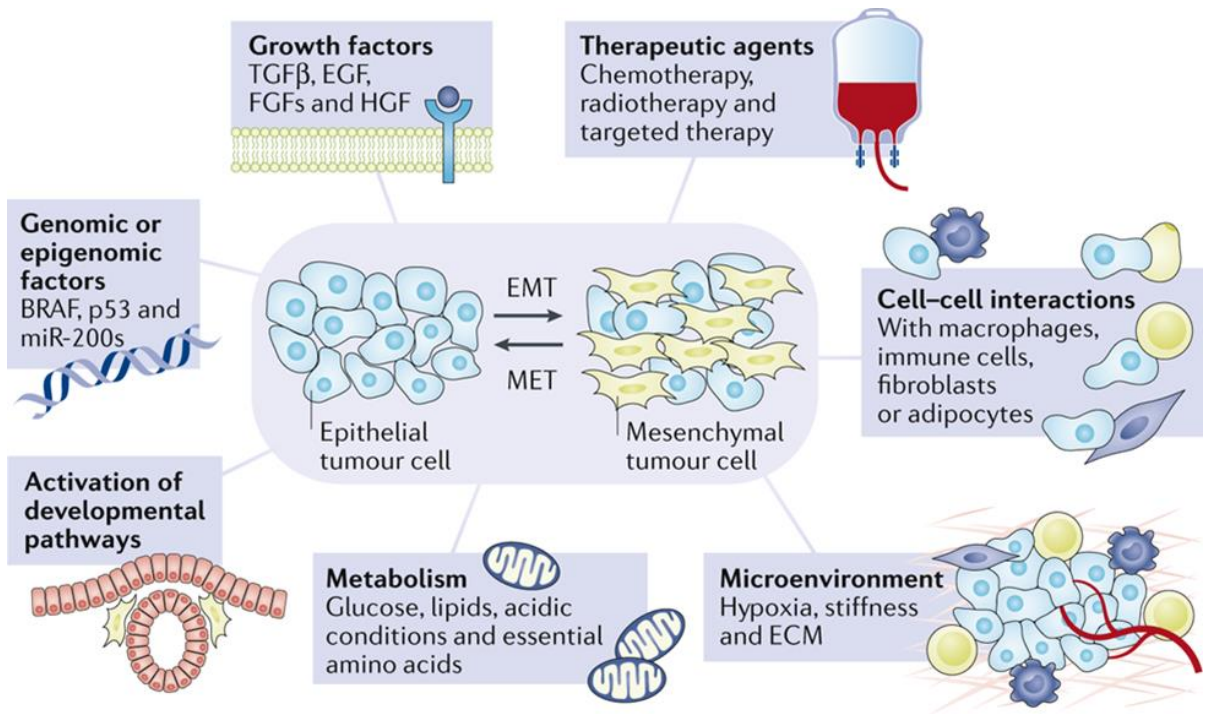 Growth factors
TGFβ, EGF,
FGFs and HGF
Therapeutic agents
Chemotherapy,
radiotherapy and
targeted therapy
Genomic or
epigenomic
factors
BRAF, p53 and
miR-200s
EMT
MET
Epithelial
tumour cell
Mesenchymal
tumour cell
Cell–cell interactions
With macrophages,
immune cells,
fibroblasts
or adipocytes
Activation of
developmental
pathways
Metabolism
Glucose, lipids, acidic
conditions and essential
amino acids
Microenvironment
Hypoxia, stiffness
and ECM